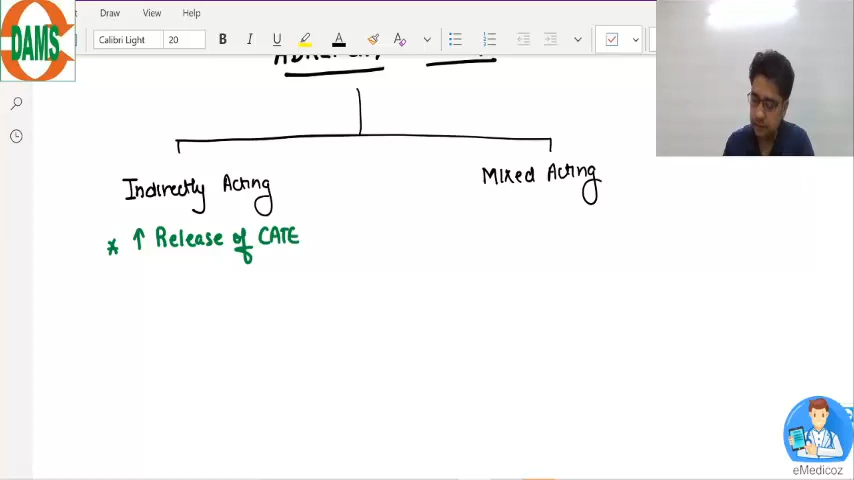 DAMS
Draw View Help
Calibri Light 20 B I U A A
Indirectly Acting
Mixed Acting
* ↑ Release of CATE
eMedicoz